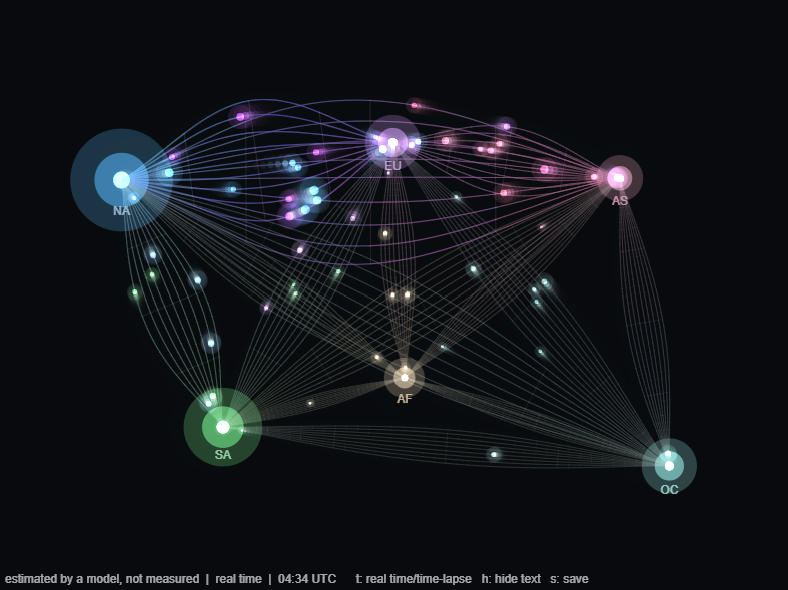 EU
AS
NA
AF
SA
OC
estimated by a model, not measured | real time | 04:34 UTC t: real time/time-lapse h: hide text s: save